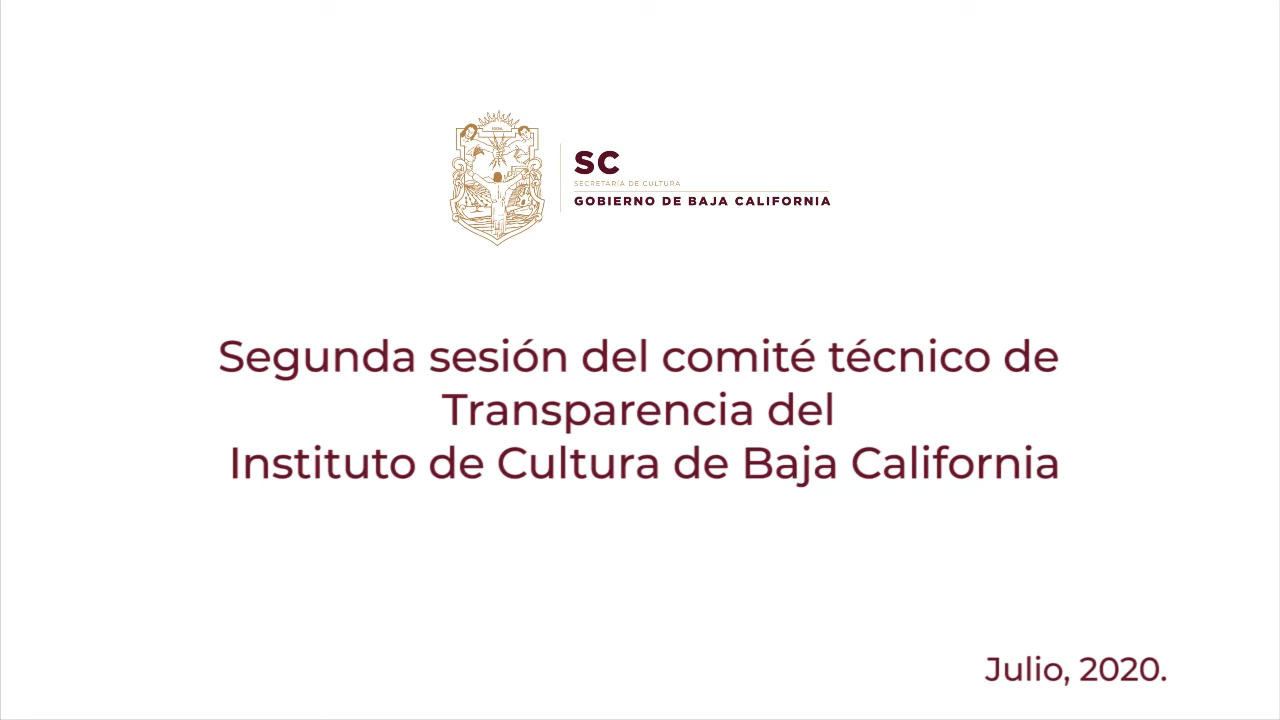 SC
SECRETARÍA DE CULTURA
GOBIERNO DE BAJA CALIFORNIA
Segunda sesión del comité técnico de
Transparencia del
Instituto de Cultura de Baja California
Julio, 2020.